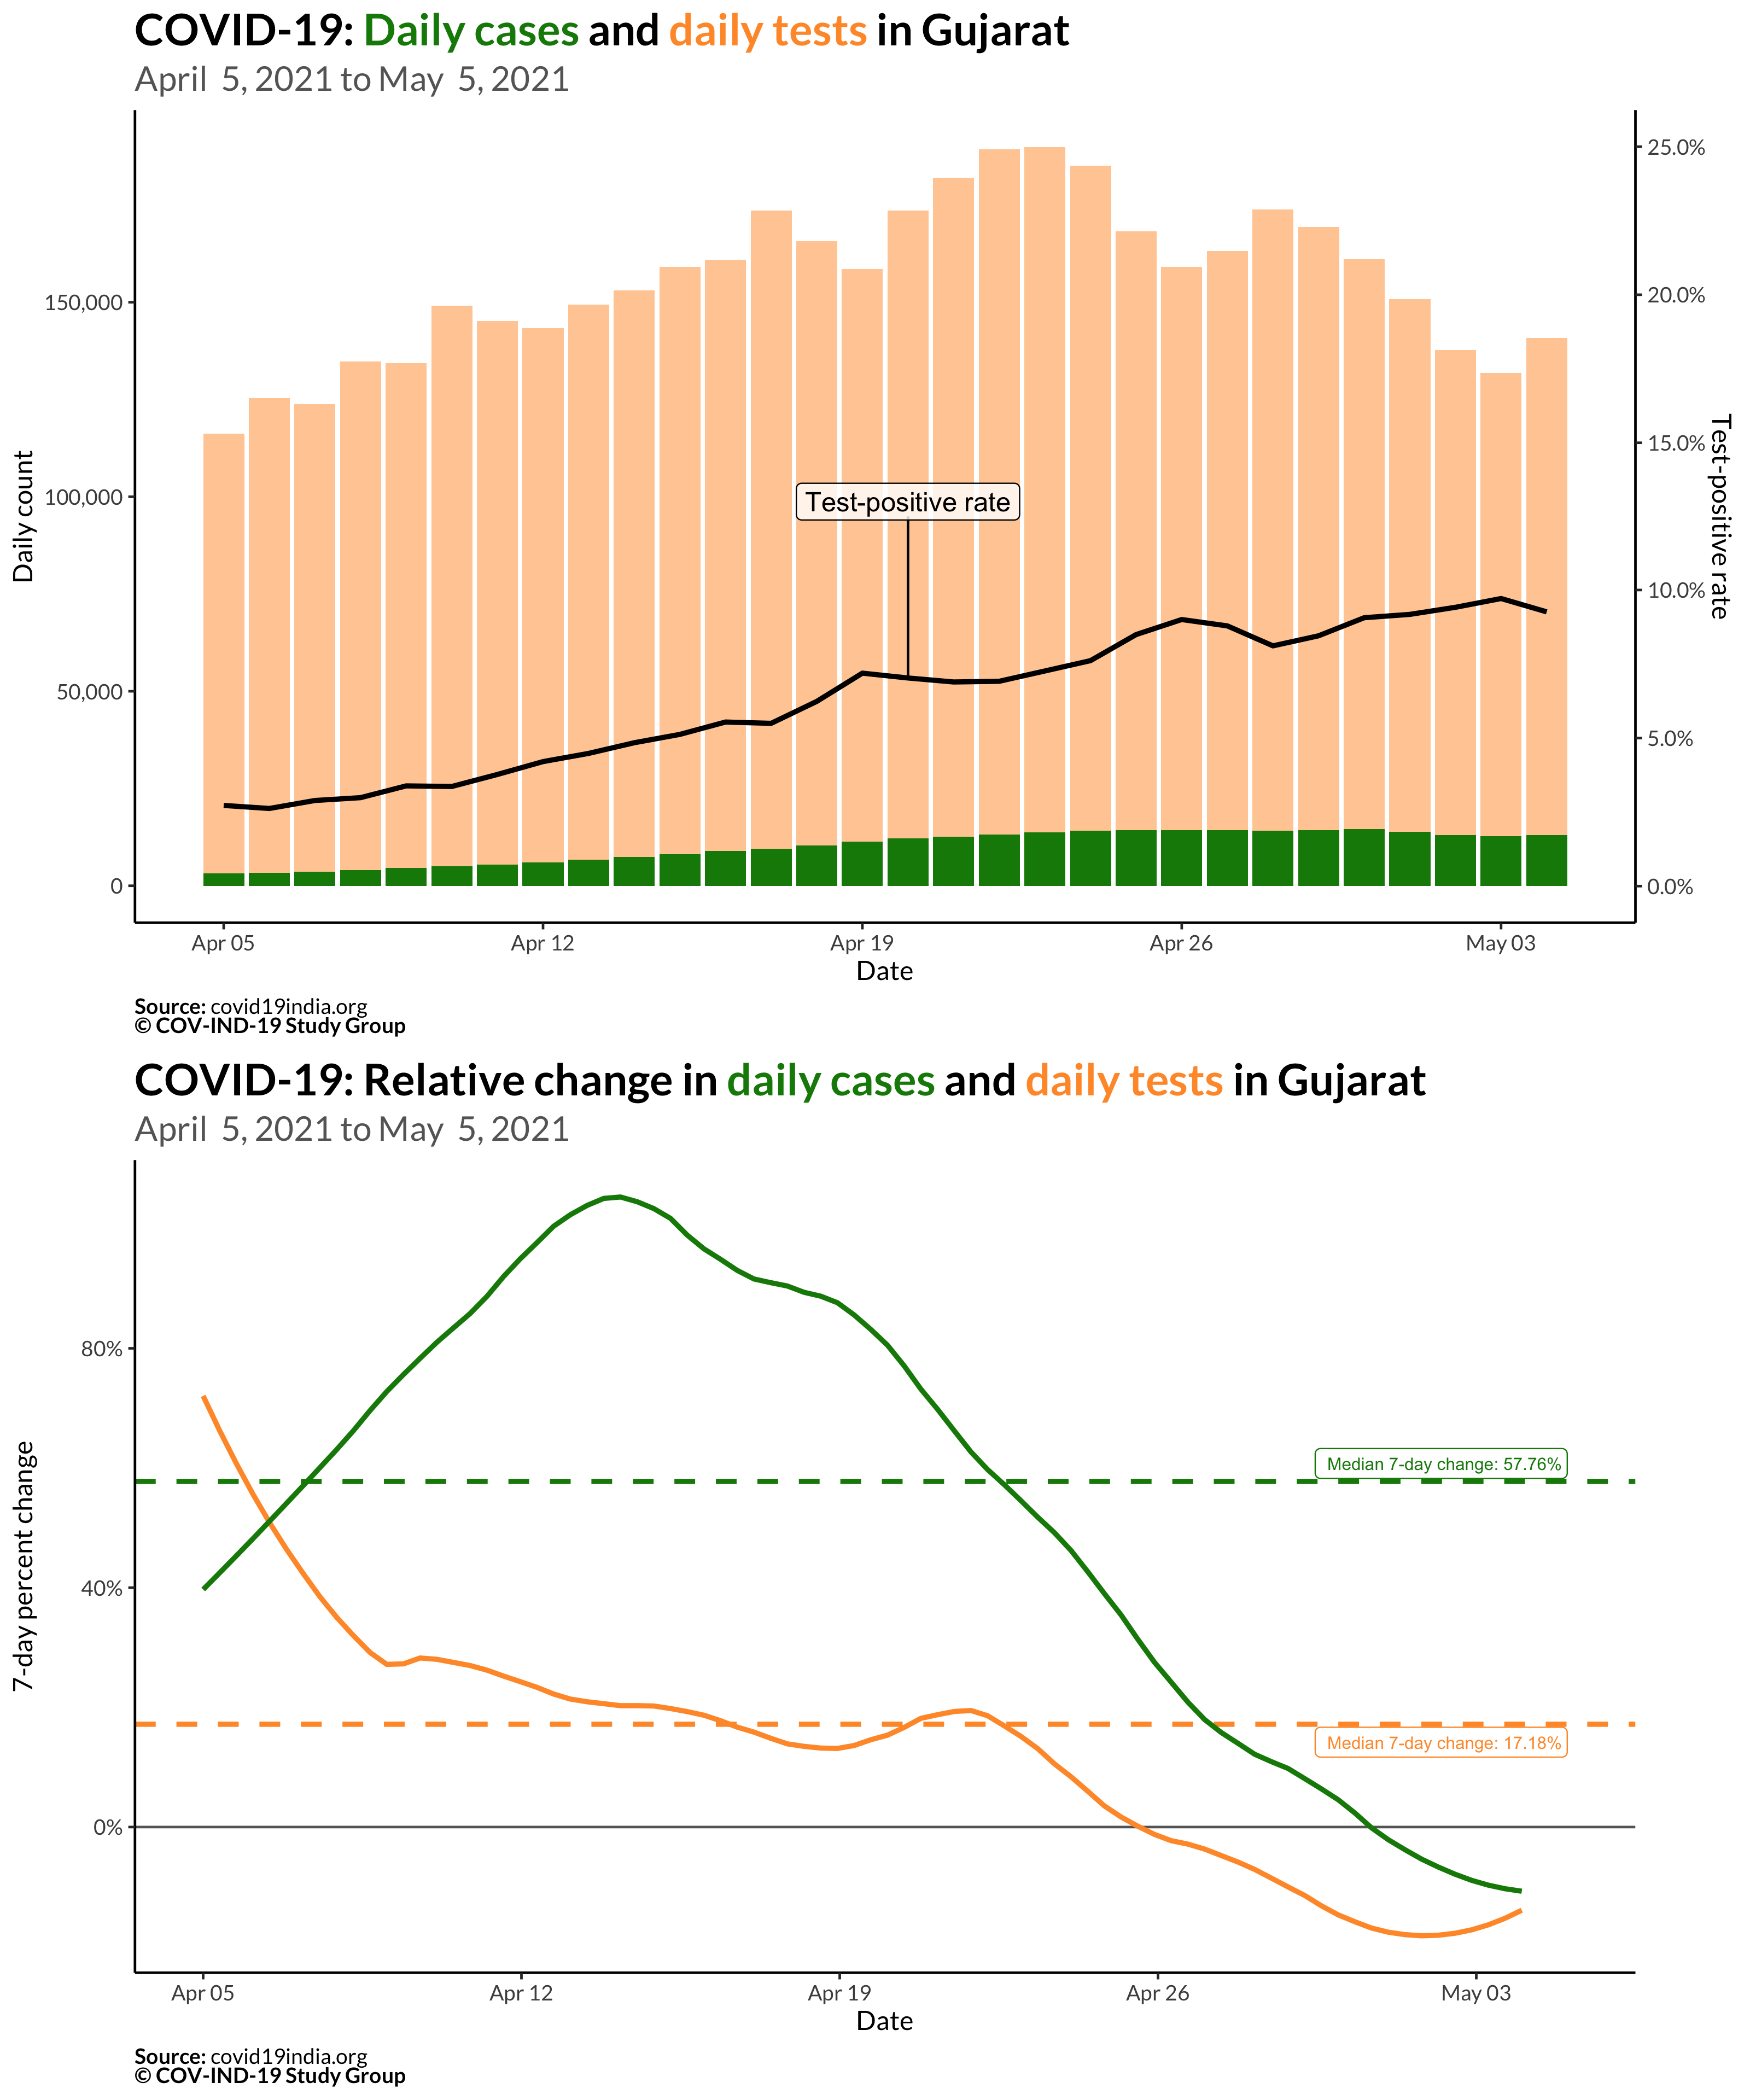 COVID-19: Daily cases and daily tests in Gujarat
April 5, 2021 to May 5, 2021
25.0%
150,000
20.0%
15.0%
100,000
Test-positive rate
Daily count
Test-positive rate
10.0%
50,000
5.0%
0
0.0%
Apr 05
Apr 12
Apr 19
Apr 26
May 03
Date
Source: covid19india.org
© COV-IND-19 Study Group
COVID-19: Relative change in daily cases and daily tests in Gujarat
April 5, 2021 to May 5, 2021
80%
Median 7-day change: 57.76%
7-day percent change
40%
Median 7-day change: 17.18%
0%
Apr 05
Apr 12
Apr 19
Apr 26
May 03
Date
Source: covid19india.org
© COV-IND-19 Study Group